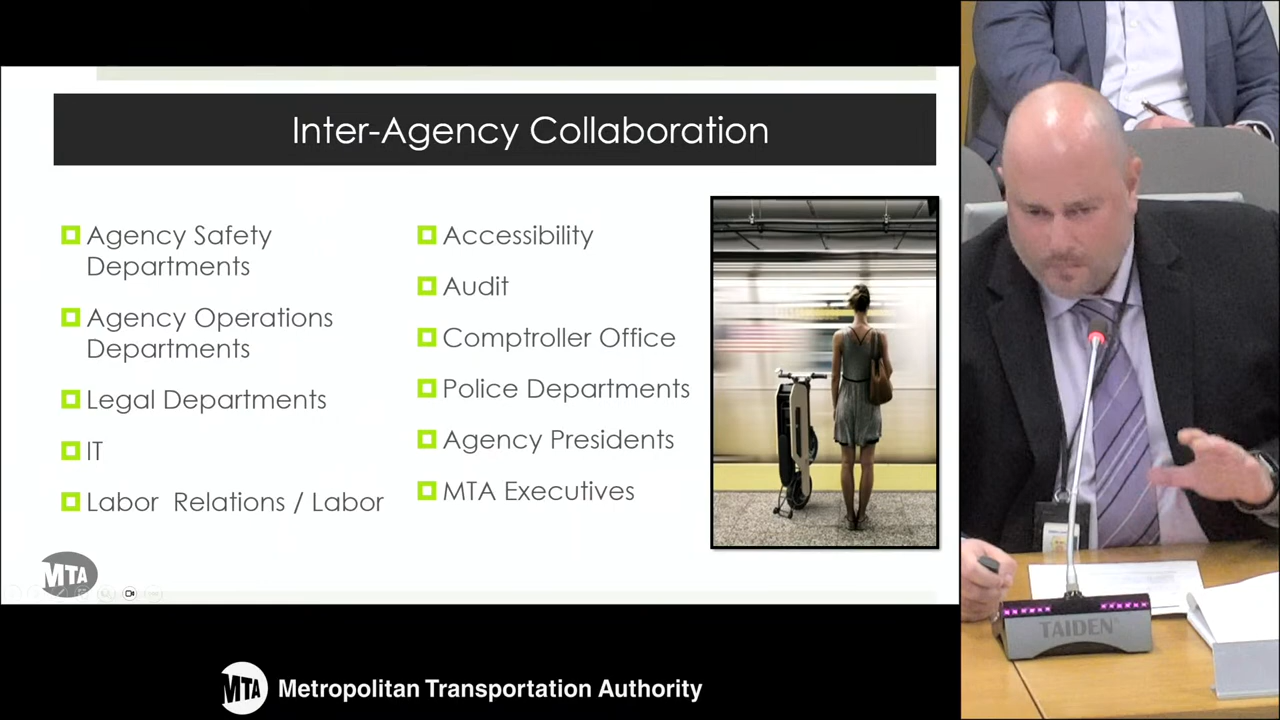 Inter-Agency Collaboration
Agency Safety
Departments
Agency Operations
Departments
Legal Departments
IT
Labor Relations / Labor
Accessibility
Audit
Comptroller Office
Police Departments
Agency Presidents
MTA Executives
MTA
TAIDEN
MTA Metropolitan Transportation Authority